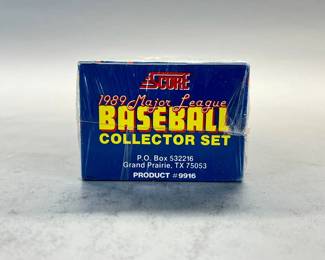 SCORE
1989 Major League
BASEBALL
COLLECTOR SET
P.O. Box 532216
Grand Prairie, TX 75053
PRODUCT #9916